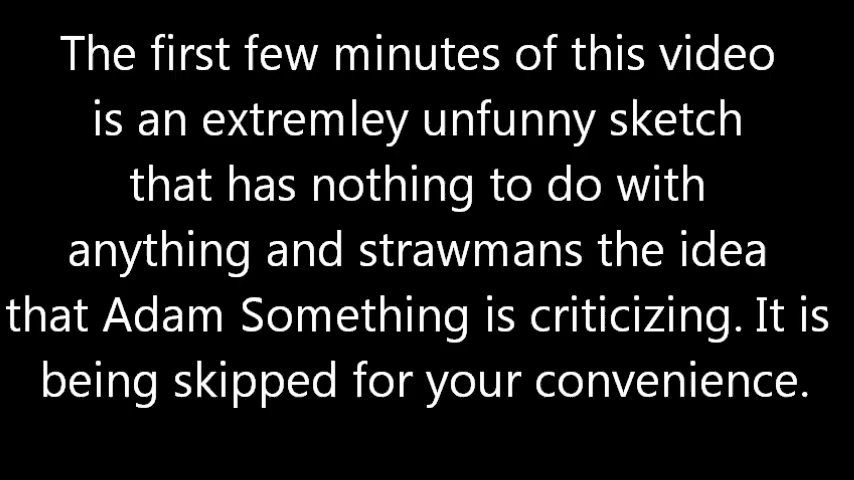 The first few minutes of this video
is an extremley unfunny sketch
that has nothing to do with
anything and strawmans the idea
that Adam Something is criticizing. It is
being skipped for your convenience.